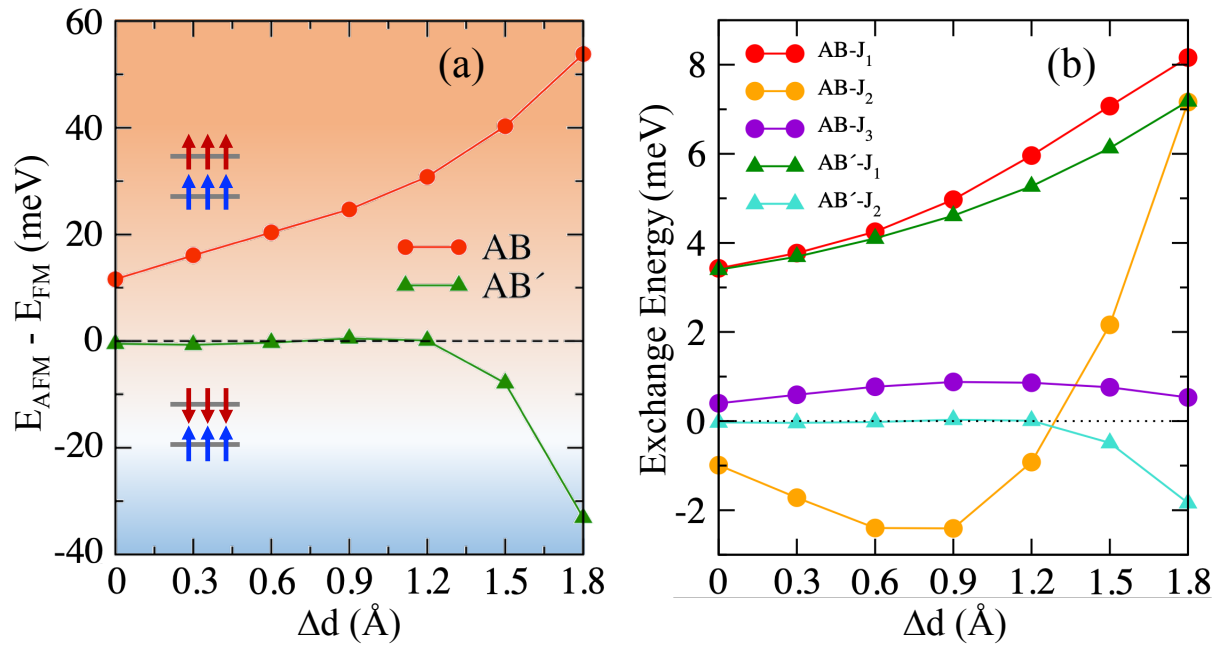 (a)
60
40
20
0
-20
-40
E_AFM - E_FM (meV)
AB
AB´
0 0.3 0.6 0.9 1.2 1.5 1.8
Δd (Å)
(b)
AB-J₁
AB-J₂
AB-J₃
AB´-J₁
AB´-J₂
8
6
4
2
0
-2
Exchange Energy (meV)
0 0.3 0.6 0.9 1.2 1.5 1.8
Δd (Å)